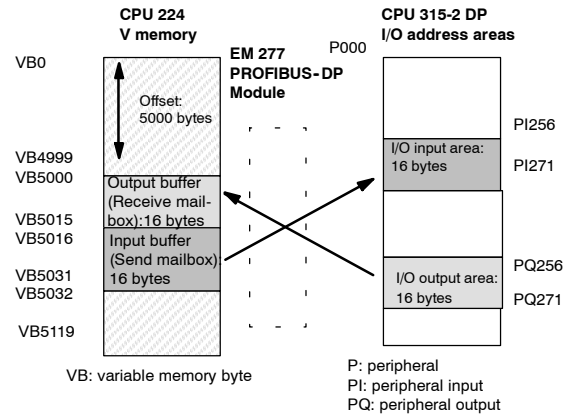 CPU 224
V memory
CPU 315-2 DP
I/O address areas
EM 277
PROFIBUS-DP
Module
P000
VB0
Offset:
5000 bytes
VB4999
VB5000
Output buffer
(Receive mail-
box):16 bytes
VB5015
VB5016
Input buffer
(Send mailbox):
16 bytes
VB5031
VB5032
VB5119
PI256
I/O input area:
16 bytes
PI271
PQ256
I/O output area:
16 bytes
PQ271
VB: variable memory byte
P: peripheral
PI: peripheral input
PQ: peripheral output